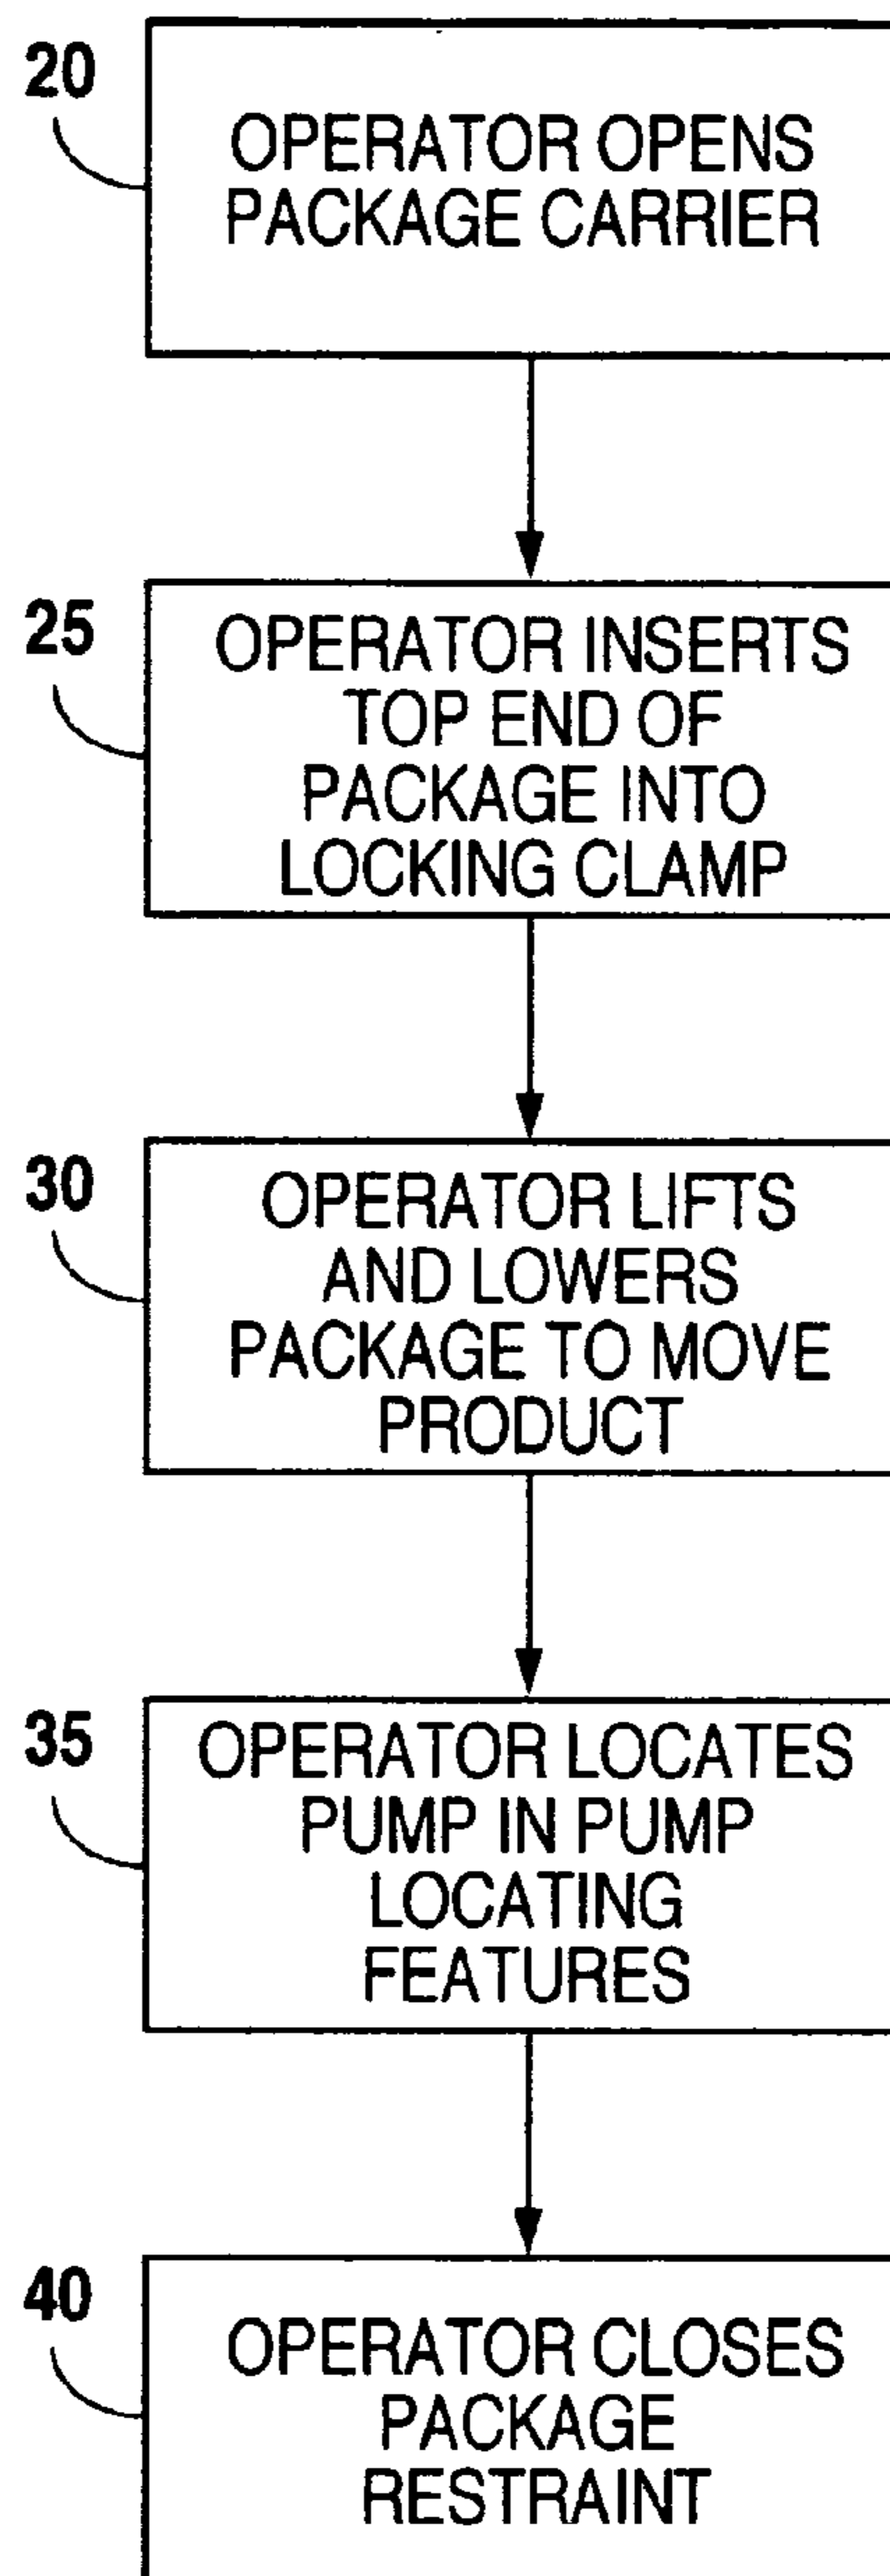 20
OPERATOR OPENS
PACKAGE CARRIER
25
OPERATOR INSERTS
TOP END OF
PACKAGE INTO
LOCKING CLAMP
30
OPERATOR LIFTS
AND LOWERS
PACKAGE TO MOVE
PRODUCT
35
OPERATOR LOCATES
PUMP IN PUMP
LOCATING
FEATURES
40
OPERATOR CLOSES
PACKAGE
RESTRAINT